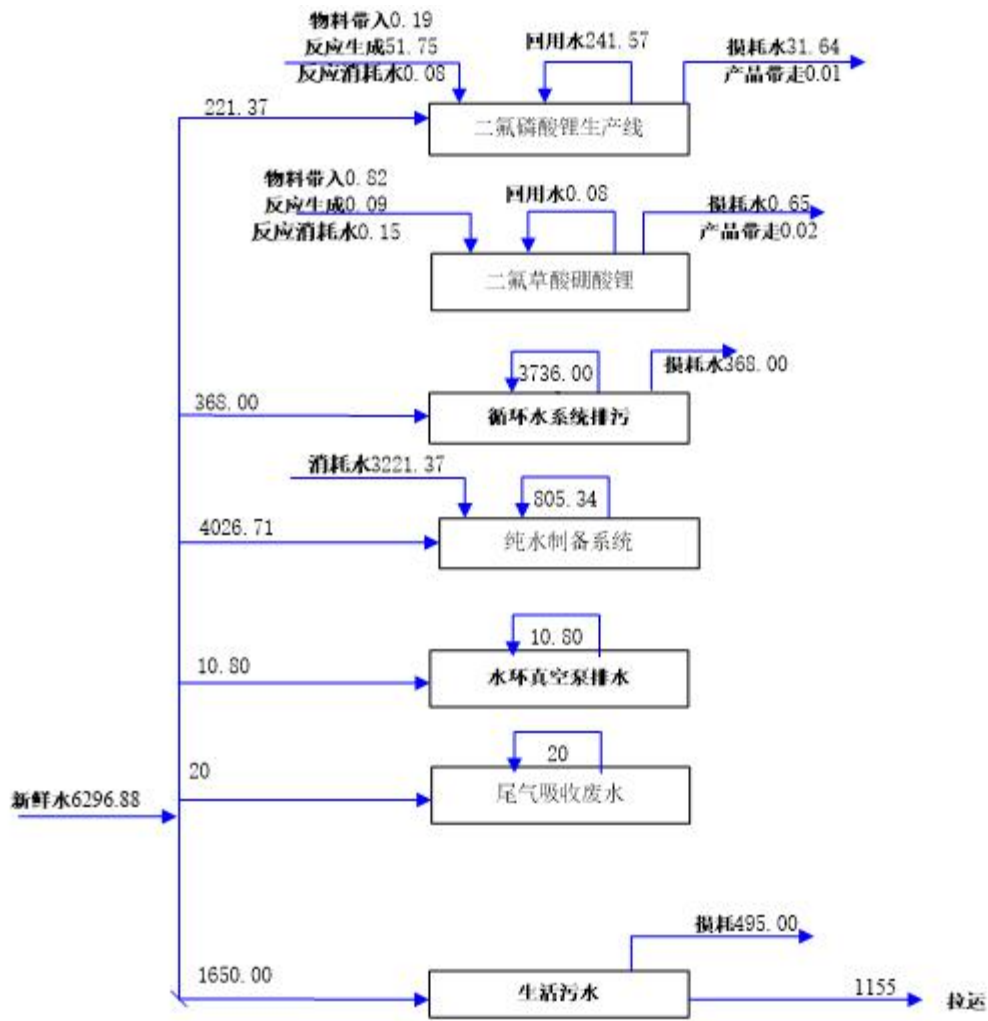 物料带入0.19
反应生成51.75
反应消耗水0.08
回用水241.57
损耗水31.64
产品带走0.01
221.37
二氟磷酸锂生产线
物料带入0.82
反应生成0.09
反应消耗水0.15
回用水0.08
损耗水0.65
产品带走0.02
二氟草酸硼酸锂
3736.00
损耗水368.00
368.00
循环水系统排污
消耗水3221.37
805.34
4026.71
纯水制备系统
10.80
10.80
水环真空泵排水
20
20
尾气吸收废水
新鲜水6296.88
损耗495.00
1650.00
生活污水
1155
拉运